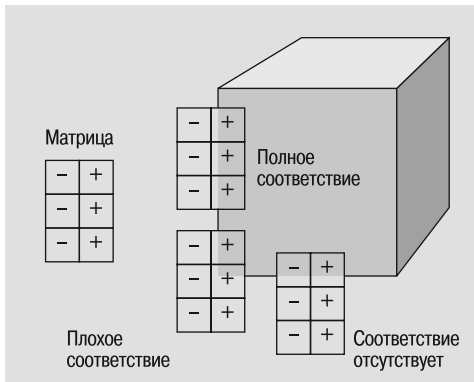 Матрица
- +
- +
- +
- +
- +
- +
Полное
соответствие
- +
- +
- +
- +
- +
- +
Плохое
соответствие
Соответствие
отсутствует